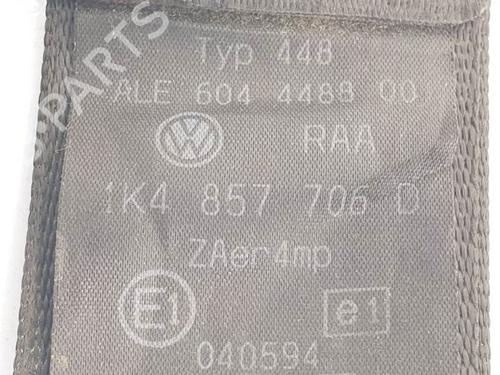 Typ 448
ALE 604 4488 00
RAA
1K4 857 706 D
ZAer4mp
E1 e1
040594
PARTS